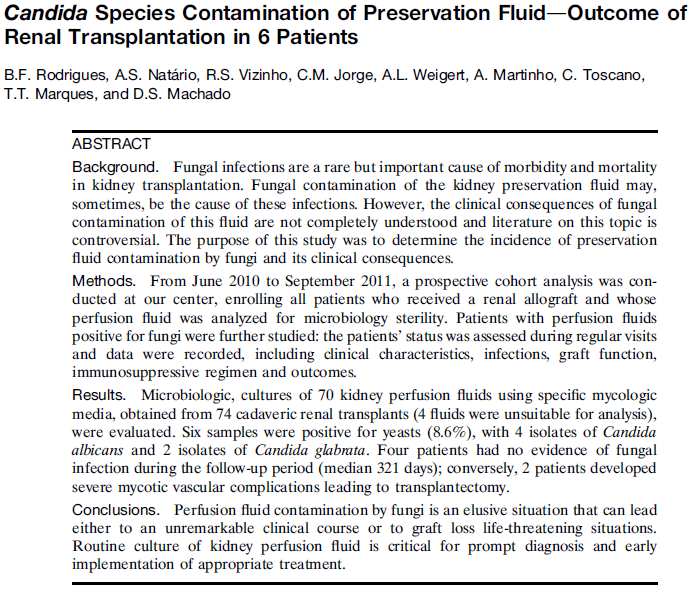 Candida Species Contamination of Preservation Fluid—Outcome of
Renal Transplantation in 6 Patients
B.F. Rodrigues, A.S. Natário, R.S. Vizinho, C.M. Jorge, A.L. Weigert, A. Martinho, C. Toscano,
T.T. Marques, and D.S. Machado
ABSTRACT
Background. Fungal infections are a rare but important cause of morbidity and mortality
in kidney transplantation. Fungal contamination of the kidney preservation fluid may,
sometimes, be the cause of these infections. However, the clinical consequences of fungal
contamination of this fluid are not completely understood and literature on this topic is
controversial. The purpose of this study was to determine the incidence of preservation
fluid contamination by fungi and its clinical consequences.
Methods. From June 2010 to September 2011, a prospective cohort analysis was con-
ducted at our center, enrolling all patients who received a renal allograft and whose
perfusion fluid was analyzed for microbiology sterility. Patients with perfusion fluids
positive for fungi were further studied: the patients' status was assessed during regular visits
and data were recorded, including clinical characteristics, infections, graft function,
immunosuppressive regimen and outcomes.
Results. Microbiologic, cultures of 70 kidney perfusion fluids using specific mycologic
media, obtained from 74 cadaveric renal transplants (4 fluids were unsuitable for analysis),
were evaluated. Six samples were positive for yeasts (8.6%), with 4 isolates of Candida
albicans and 2 isolates of Candida glabrata. Four patients had no evidence of fungal
infection during the follow-up period (median 321 days); conversely, 2 patients developed
severe mycotic vascular complications leading to transplantectomy.
Conclusions. Perfusion fluid contamination by fungi is an elusive situation that can lead
either to an unremarkable clinical course or to graft loss life-threatening situations.
Routine culture of kidney perfusion fluid is critical for prompt diagnosis and early
implementation of appropriate treatment.